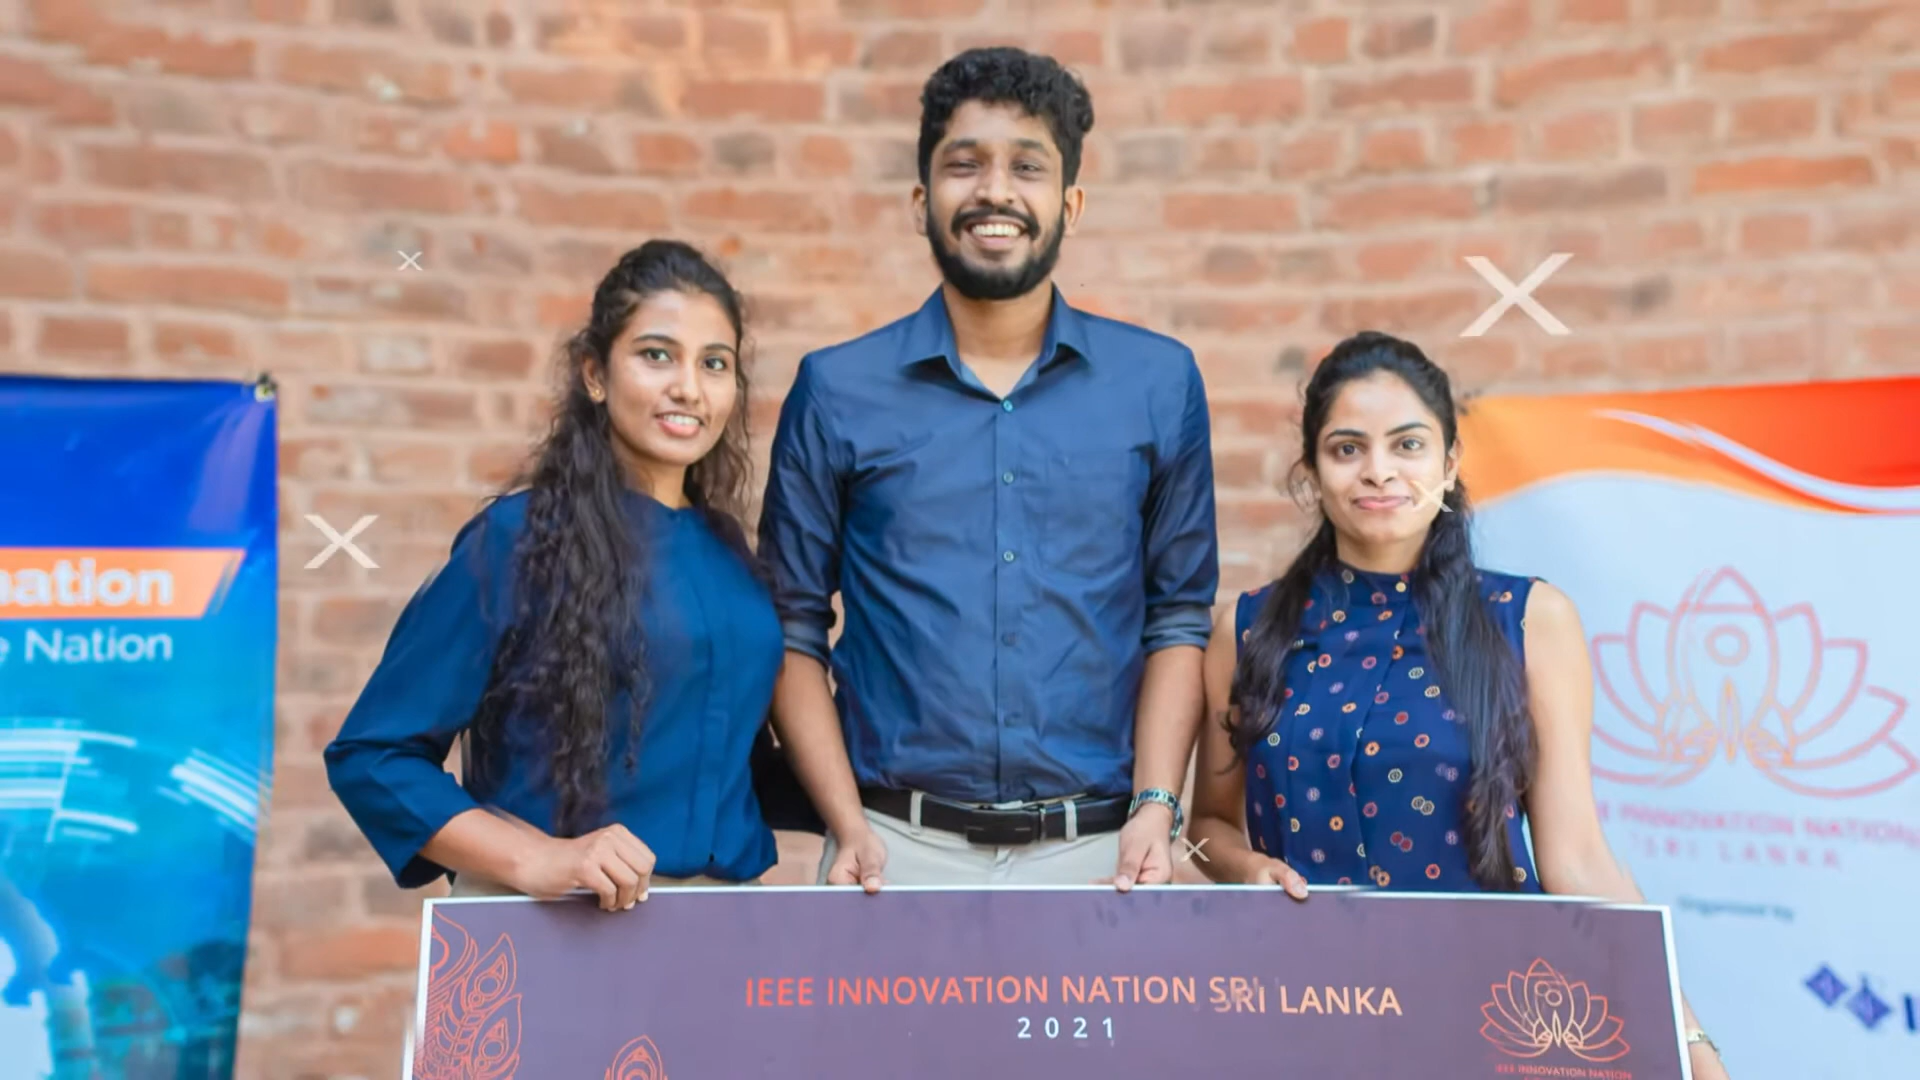 nation
e Nation
IEEE INNOVATION NATION SRI LANKA
2021
IEEE INNOVATION NATION
INNOVATION NATION
SRI LANKA
Organized by